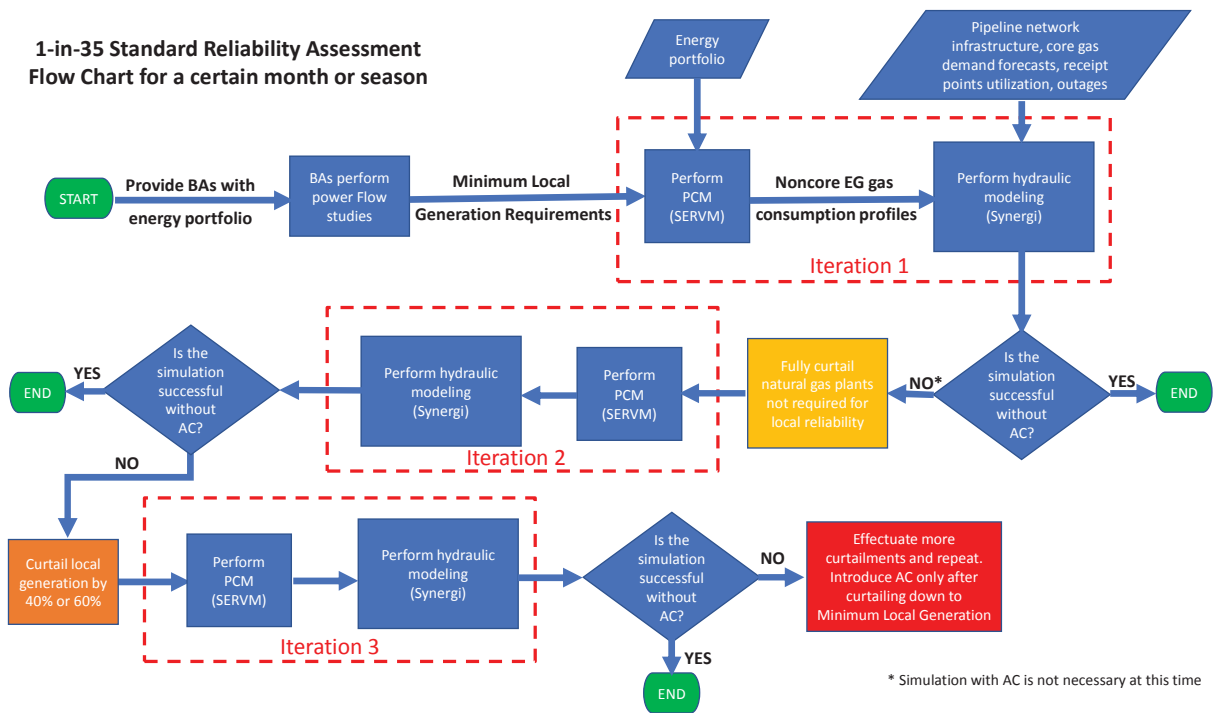 1-in-35 Standard Reliability Assessment
Flow Chart for a certain month or season
Energy
portfolio
Pipeline network
infrastructure, core gas
demand forecasts, receipt
points utilization, outages
START
Provide BAs with
energy portfolio
BAs perform
power Flow
studies
Minimum Local
Generation Requirements
Perform
PCM
(SERVM)
Noncore EG gas
consumption profiles
Perform hydraulic
modeling
(Synergi)
Iteration 1
END
YES
Is the
simulation
successful
without
AC?
Perform hydraulic
modeling
(Synergi)
Perform
PCM
(SERVM)
Iteration 2
Fully curtail
natural gas plants
not required for
local reliability
NO*
Is the
simulation
successful
without
AC?
YES
END
NO
Curtail local
generation by
40% or 60%
Perform
PCM
(SERVM)
Perform hydraulic
modeling
(Synergi)
Iteration 3
Is the
simulation
successful
without
AC?
NO
Effectuate more
curtailments and repeat.
Introduce AC only after
curtailing down to
Minimum Local Generation
YES
END
* Simulation with AC is not necessary at this time